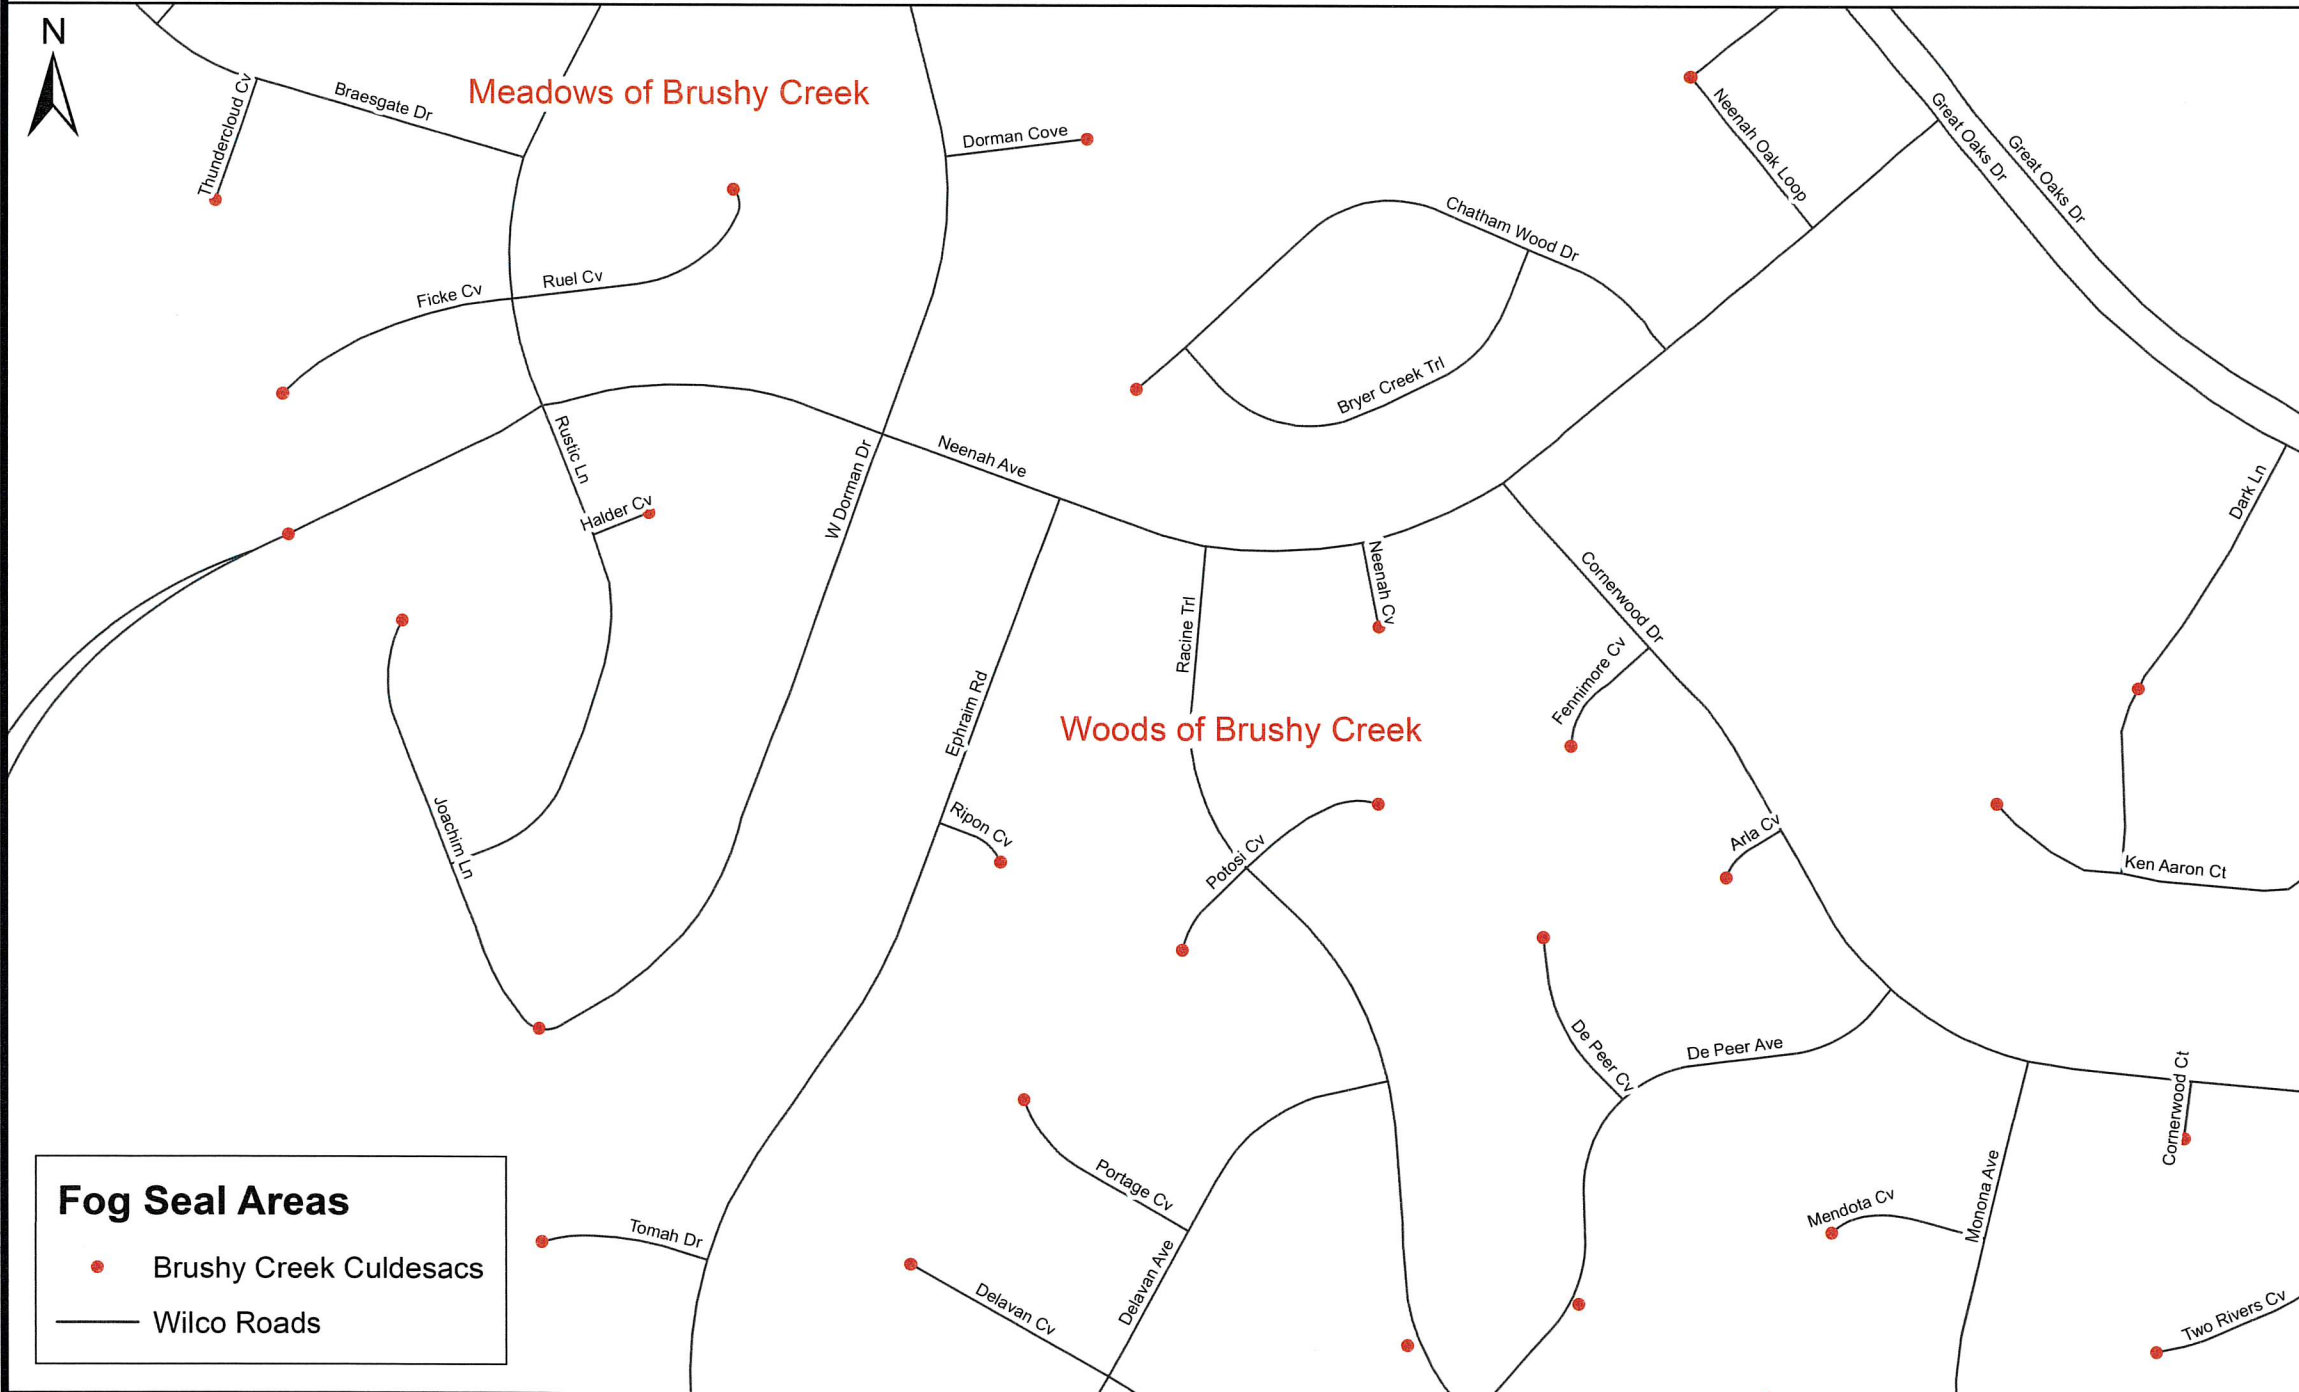 N
Meadows of Brushy Creek
Braesgate Dr
Thundercloud Cv
Dorman Cove
Neenah Oak Loop
Great Oaks Dr
Great Oaks Dr
Chatham Wood Dr
Ruel Cv
Ficke Cv
Bryer Creek Trl
Rustic Ln
Neenah Ave
W Dorman Dr
Halder Cv
Dark Ln
Neenah Cv
Cornerwood Dr
Racine Trl
Fennimore Cv
Ephraim Rd
Woods of Brushy Creek
Joachim Ln
Ripon Cv
Potosi Cv
Arla Cv
Ken Aaron Ct
De Peer Cv
De Peer Ave
Cornerwood Ct
Portage Cv
Monona Ave
Mendota Cv
Tomah Dr
Delavan Ave
Delavan Cv
Two Rivers Cv
Fog Seal Areas
Brushy Creek Culdesacs
Wilco Roads